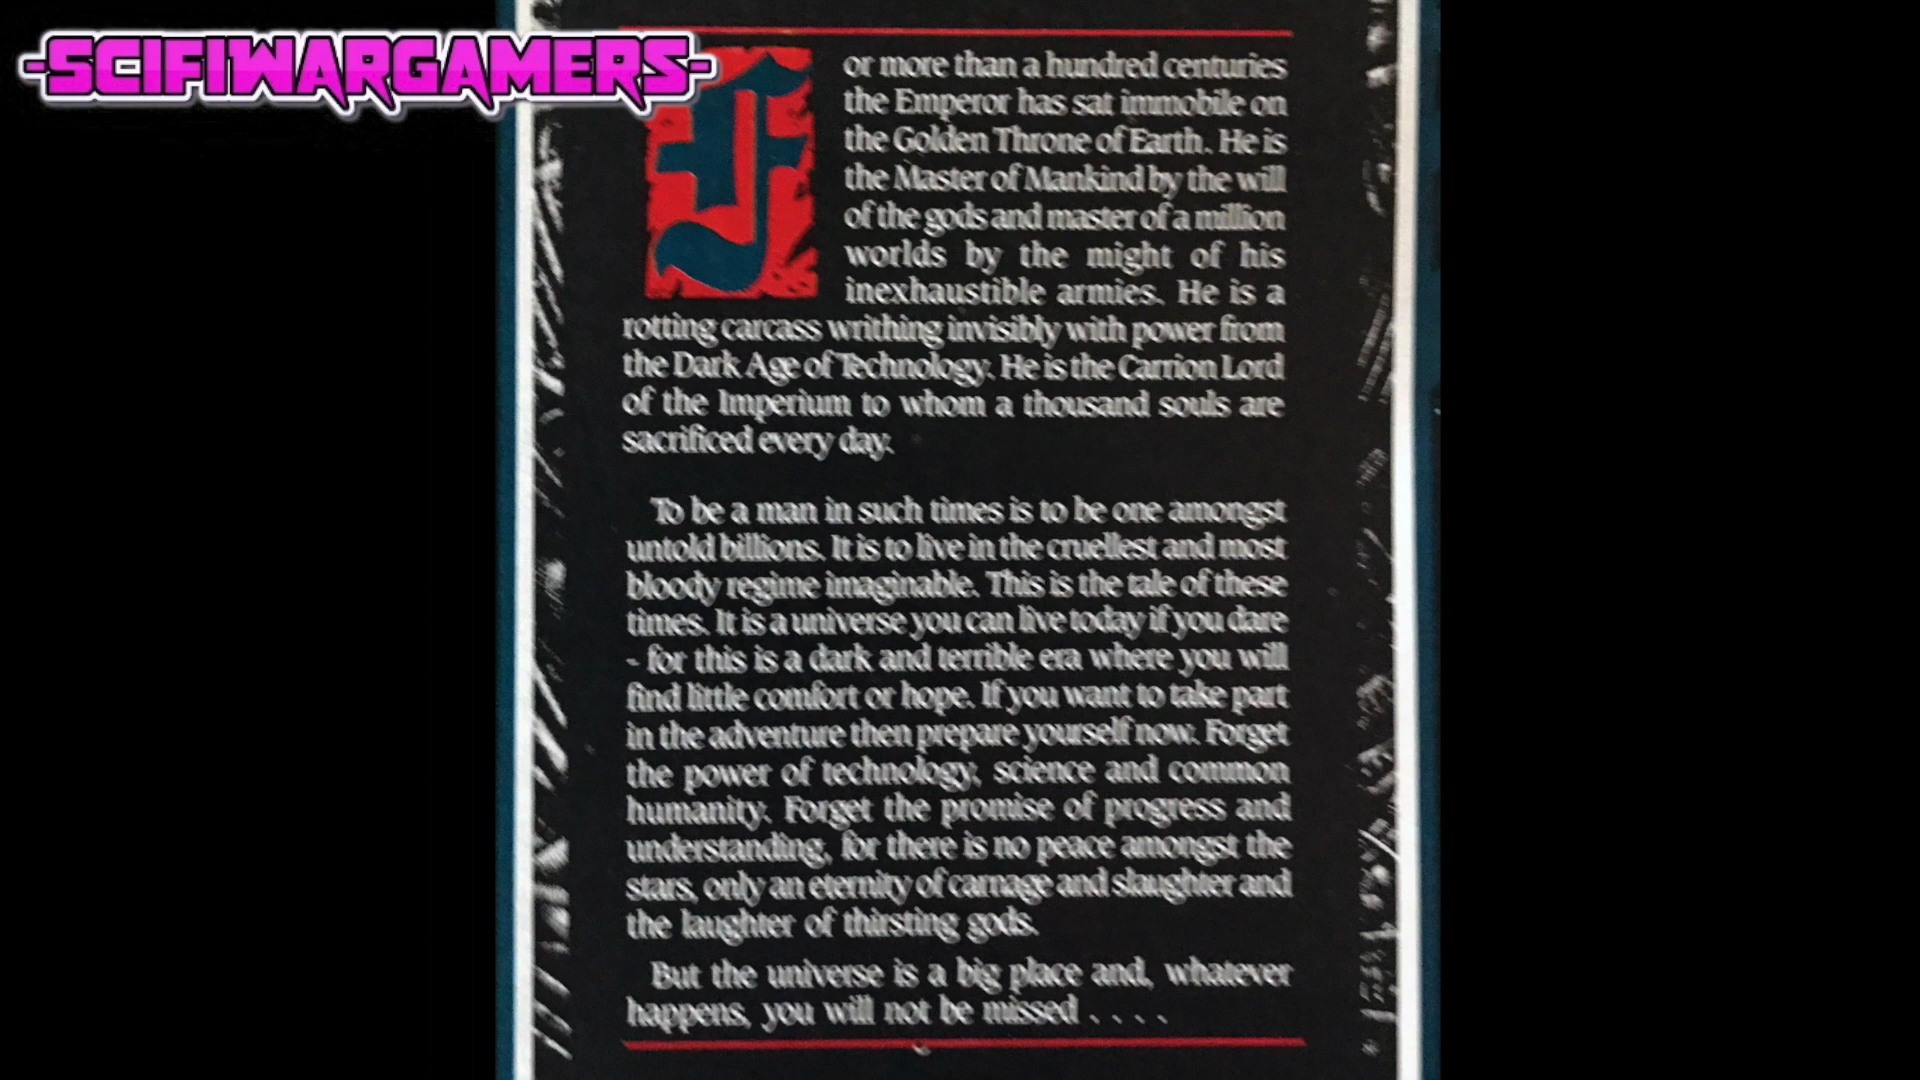 -SCIFIWARGAMERS-
For more than a hundred centuries
the Emperor has sat immobile on
the Golden Throne of Earth. He is
the Master of Mankind by the will
of the gods and master of a million
worlds by the might of his
inexhaustible armies. He is a
rotting carcass writhing invisibly with power from
the Dark Age of Technology. He is the Carrion Lord
of the Imperium to whom a thousand souls are
sacrificed every day.
To be a man in such times is to be one amongst
untold billions. It is to live in the cruellest and most
bloody regime imaginable. This is the tale of these
times. It is a universe you can live today if you dare
- for this is a dark and terrible era where you will
find little comfort or hope. If you want to take part
in the adventure then prepare yourself now. Forget
the power of technology, science and common
humanity. Forget the promise of progress and
understanding, for there is no peace amongst the
stars, only an eternity of carnage and slaughter and
the laughter of thirsting gods.
But the universe is a big place and, whatever
happens, you will not be missed . . . .